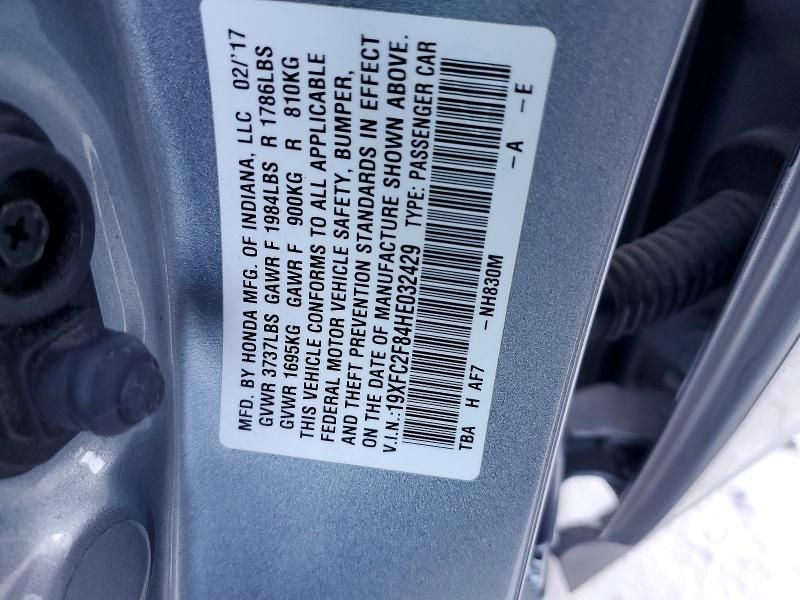 MFD. BY HONDA MFG. OF INDIANA, LLC 02/'17
GVWR 3737LBS GAWR F 1984LBS R 1786LBS
GVWR 1695KG GAWR F 900KG R 810KG
THIS VEHICLE CONFORMS TO ALL APPLICABLE
FEDERAL MOTOR VEHICLE SAFETY, BUMPER,
AND THEFT PREVENTION STANDARDS IN EFFECT
ON THE DATE OF MANUFACTURE SHOWN ABOVE.
V.I.N.:19XFC2F84HE032429 TYPE: PASSENGER CAR
TBA H AF7 -NH830M -A -E